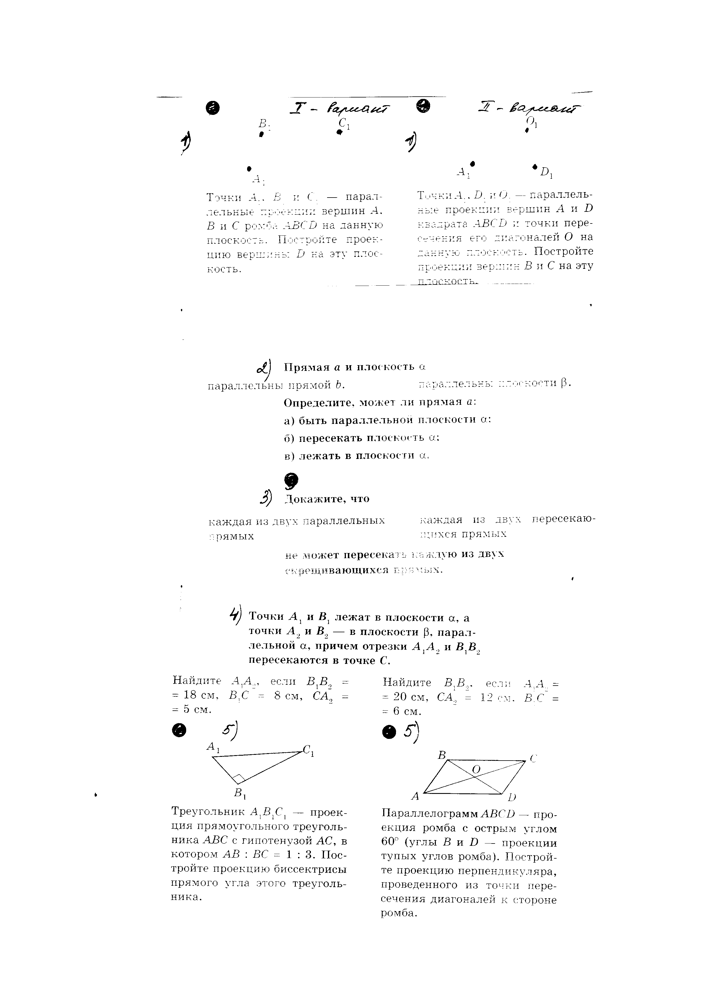 I - вариант
II - вариант
B1
C1
O1
1)
1)
A1
A1
D1
Точки A1, B1 и C1 — парал-
лельные проекции вершин A,
B и C ромба ABCD на данную
плоскость. Постройте проек-
цию вершины D на эту плос-
кость.
Точки A1, D1 и O1 — параллель-
ные проекции вершин A и D
квадрата ABCD и точки пере-
сечения его диагоналей O на
данную плоскость. Постройте
проекции вершин B и C на эту
плоскость.
2) Прямая a и плоскость α
параллельны прямой b.
параллельны плоскости β.
Определите, может ли прямая a:
а) быть параллельной плоскости α;
б) пересекать плоскость α;
в) лежать в плоскости α.
3) Докажите, что
каждая из двух параллельных
прямых
каждая из двух пересекаю-
щихся прямых
не может пересекать каждую из двух
скрещивающихся прямых.
4) Точки A1 и B1 лежат в плоскости α, а
точки A2 и B2 — в плоскости β, парал-
лельной α, причем отрезки A1A2 и B1B2
пересекаются в точке C.
Найдите A1A2, если B1B2 =
= 18 см, B1C = 8 см, CA2 =
= 5 см.
Найдите B1B2, если A1A2 =
= 20 см, CA2 = 12 см, B1C =
= 6 см.
5)
5)
A1
C1
B1
B
C
O
A
D
Треугольник A1B1C1 — проек-
ция прямоугольного треуголь-
ника ABC с гипотенузой AC, в
котором AB : BC = 1 : 3. Пос-
тройте проекцию биссектрисы
прямого угла этого треуголь-
ника.
Параллелограмм ABCD — про-
екция ромба с острым углом
60° (углы B и D — проекции
тупых углов ромба). Построй-
те проекцию перпендикуляра,
проведенного из точки пере-
сечения диагоналей к стороне
ромба.